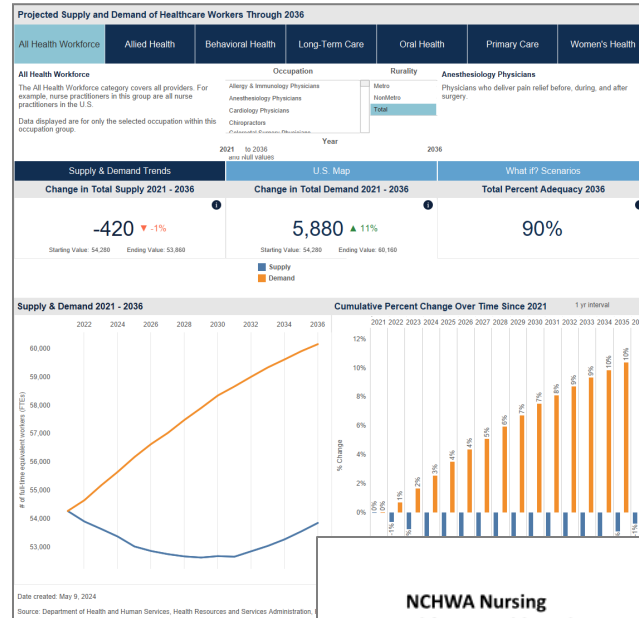 Projected Supply and Demand of Healthcare Workers Through 2036
All Health Workforce
Allied Health
Behavioral Health
Long-Term Care
Oral Health
Primary Care
Women's Health
All Health Workforce
The All Health Workforce category covers all providers. For
example, nurse practitioners in this group are all nurse
practitioners in the U.S.
Data displayed are for only the selected occupation within this
occupation group.
Occupation
Allergy & Immunology Physicians
Anesthesiology Physicians
Cardiology Physicians
Chiropractors
Rurality
Metro
NonMetro
Total
Anesthesiology Physicians
Physicians who deliver pain relief before, during, and after
surgery.
Year
2021 to 2036 2036
and null values
Supply & Demand Trends
U.S. Map
What if? Scenarios
Change in Total Supply 2021 - 2036
-420 ▼ -1%
Starting Value: 54,280 Ending Value: 53,860
Change in Total Demand 2021 - 2036
5,880 ▲ 11%
Starting Value: 54,280 Ending Value: 60,160
Total Percent Adequacy 2036
90%
Supply
Demand
Supply & Demand 2021 - 2036
2022 2024 2026 2028 2030 2032 2034 2036
# of full-time equivalent workers (FTEs)
60,000
59,000
58,000
57,000
56,000
55,000
54,000
53,000
Cumulative Percent Change Over Time Since 2021
1 yr interval
2021 2022 2023 2024 2025 2026 2027 2028 2029 2030 2031 2032 2033 2034 2035 20
% Change
12%
10%
8%
6%
4%
2%
0%
0% 0% 1% 2% 3% 4% 4% 5% 6% 7% 7% 8% 9% 9% 10% 10%
-1% -1% -1% -1%
Date created: May 9, 2024
Source: Department of Health and Human Services, Health Resources and Services Administration,
NCHWA Nursing